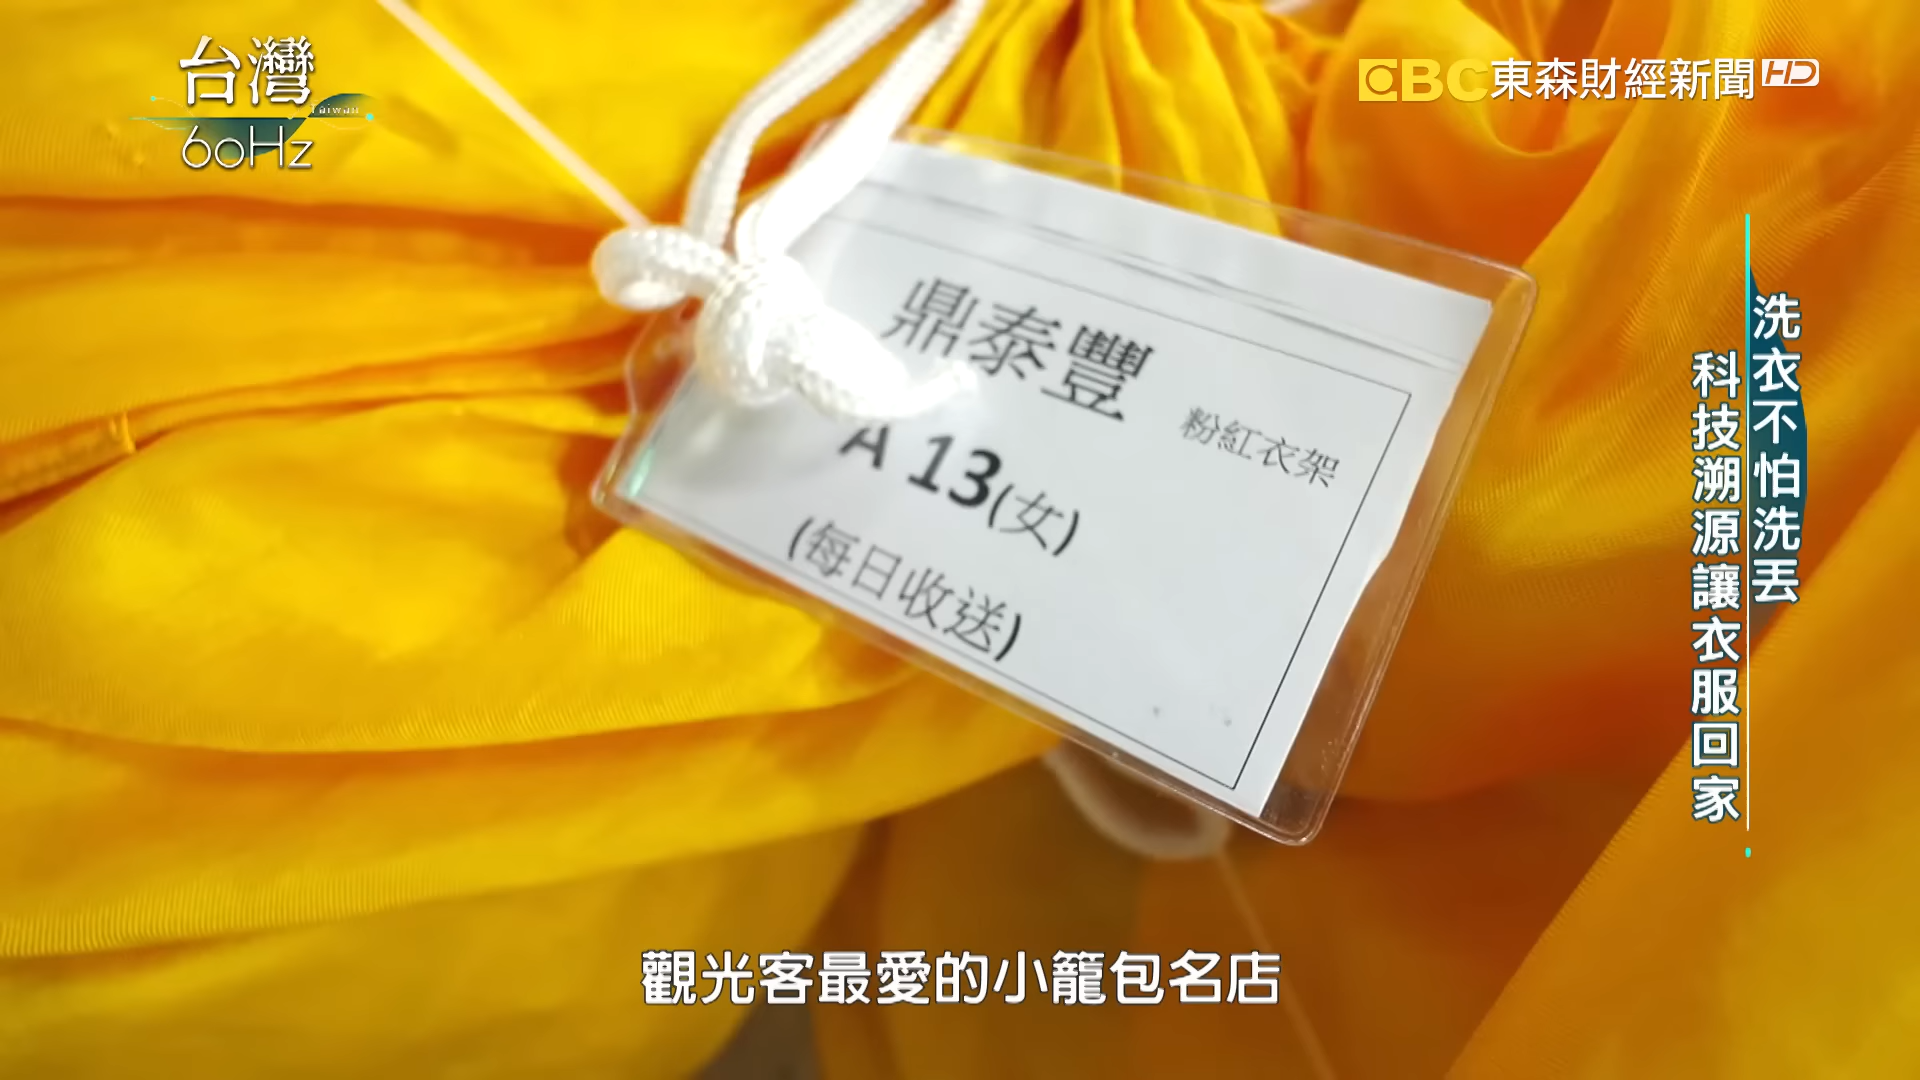 台灣
Taiwan
60Hz
EBC東森財經新聞HD
鼎泰豐
粉紅衣架
A 13(女)
(每日收送)
洗衣不怕洗丟
科技溯源讓衣服回家
觀光客最愛的小籠包名店